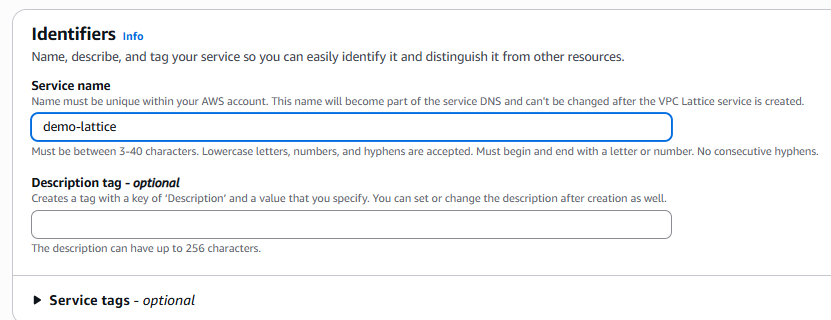 Identifiers Info
Name, describe, and tag your service so you can easily identify it and distinguish it from other resources.
Service name
Name must be unique within your AWS account. This name will become part of the service DNS and can't be changed after the VPC Lattice service is created.
demo-lattice
Must be between 3-40 characters. Lowercase letters, numbers, and hyphens are accepted. Must begin and end with a letter or number. No consecutive hyphens.
Description tag - optional
Creates a tag with a key of 'Description' and a value that you specify. You can set or change the description after creation as well.
The description can have up to 256 characters.
Service tags - optional